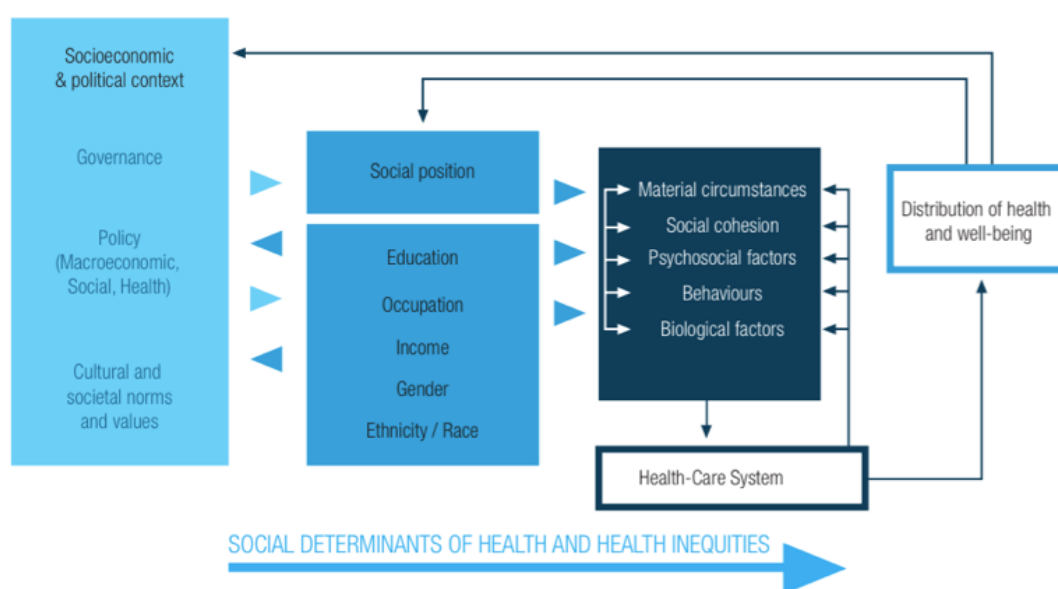 Socioeconomic
& political context
Governance
Policy
(Macroeconomic,
Social, Health)
Cultural and
societal norms
and values
Social position
Education
Occupation
Income
Gender
Ethnicity / Race
Material circumstances
Social cohesion
Psychosocial factors
Behaviours
Biological factors
Health-Care System
Distribution of health
and well-being
SOCIAL DETERMINANTS OF HEALTH AND HEALTH INEQUITIES